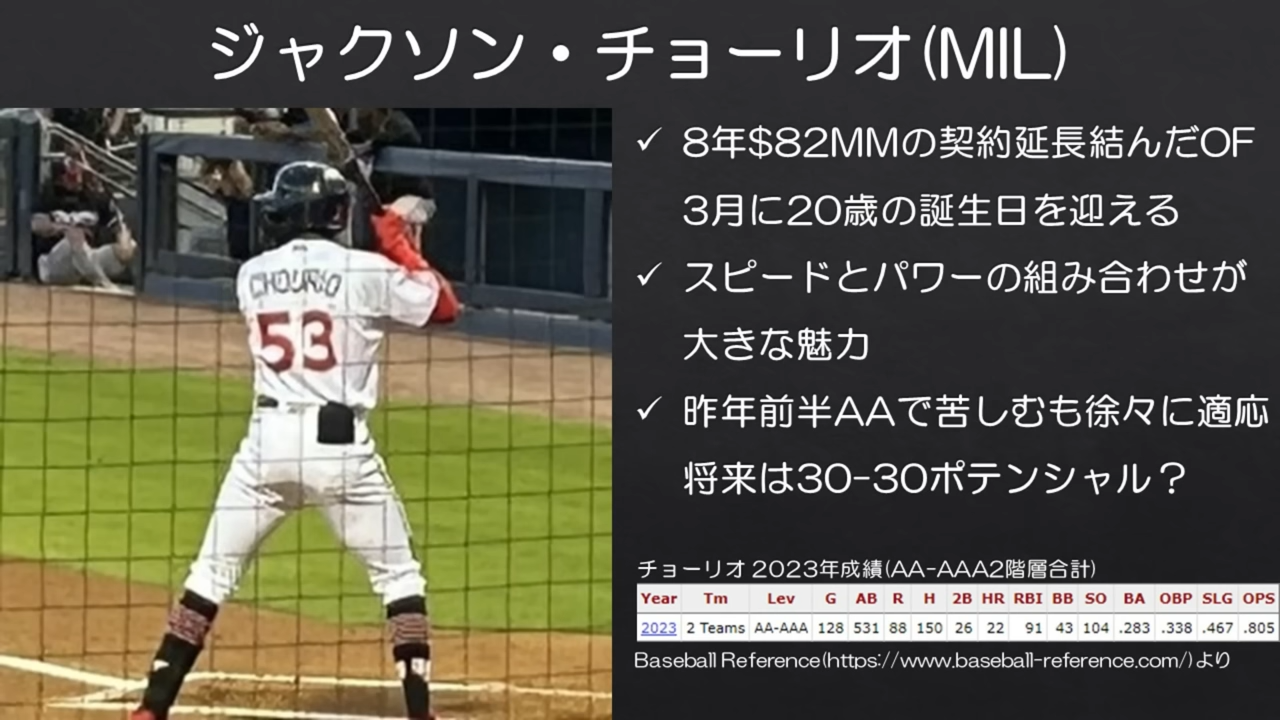 ジャクソン・チョーリオ(MIL)
CHOURIO
53
✓ 8年$82MMの契約延長結んだOF
3月に20歳の誕生日を迎える
✓ スピードとパワーの組み合わせが
大きな魅力
✓ 昨年前半AAで苦しむも徐々に適応
将来は30-30ポテンシャル？
チョーリオ 2023年成績(AA-AAA2階層合計)
Year Tm Lev G AB R H 2B HR RBI BB SO BA OBP SLG OPS
2023 2 Teams AA-AAA 128 531 88 150 26 22 91 43 104 .283 .338 .467 .805
Baseball Reference(https://www.baseball-reference.com/)より